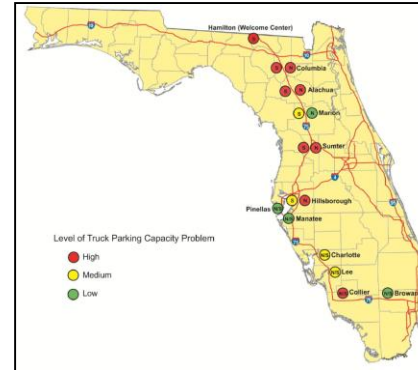 Hamilton (Welcome Center)
S
S N Columbia
S N Alachua
S N Marion
S N Sumter
S N Hillsborough
Pinellas N/S
N/S Manatee
Level of Truck Parking Capacity Problem
High
Medium
Low
N/S Charlotte
N/S Lee
N/S Collier
N/S Browar